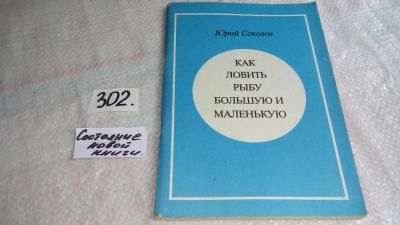 Юрий Соколов
КАК
ЛОВИТЬ
РЫБУ
БОЛЬШУЮ И
МАЛЕНЬКУЮ
302.
Состояние
новой
книги.